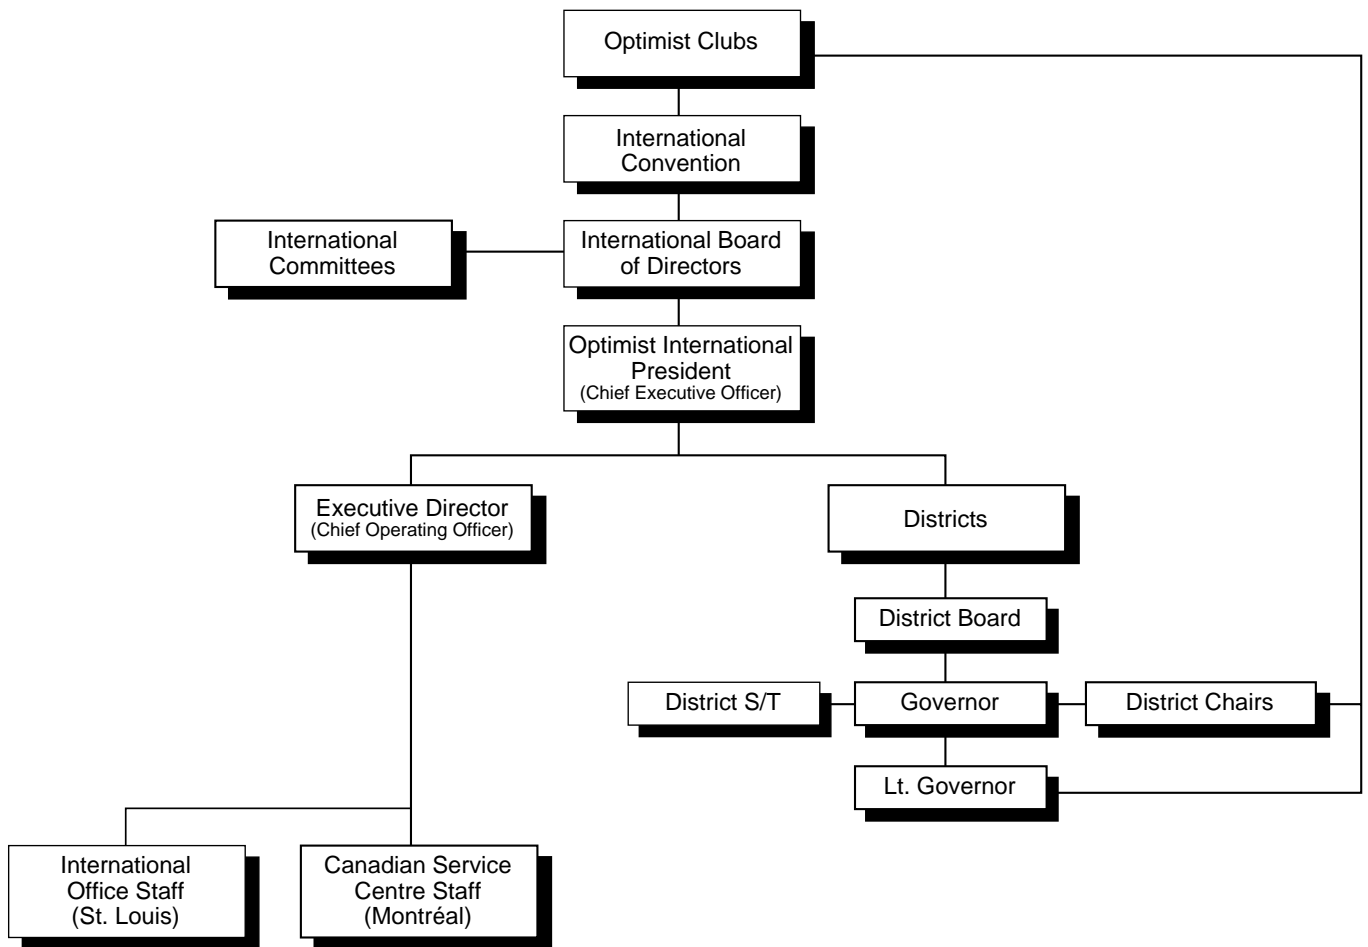 Optimist Clubs
International
Convention
International
Committees
International Board
of Directors
Optimist International
President
(Chief Executive Officer)
Executive Director
(Chief Operating Officer)
Districts
District Board
District S/T
Governor
District Chairs
Lt. Governor
International
Office Staff
(St. Louis)
Canadian Service
Centre Staff
(Montréal)